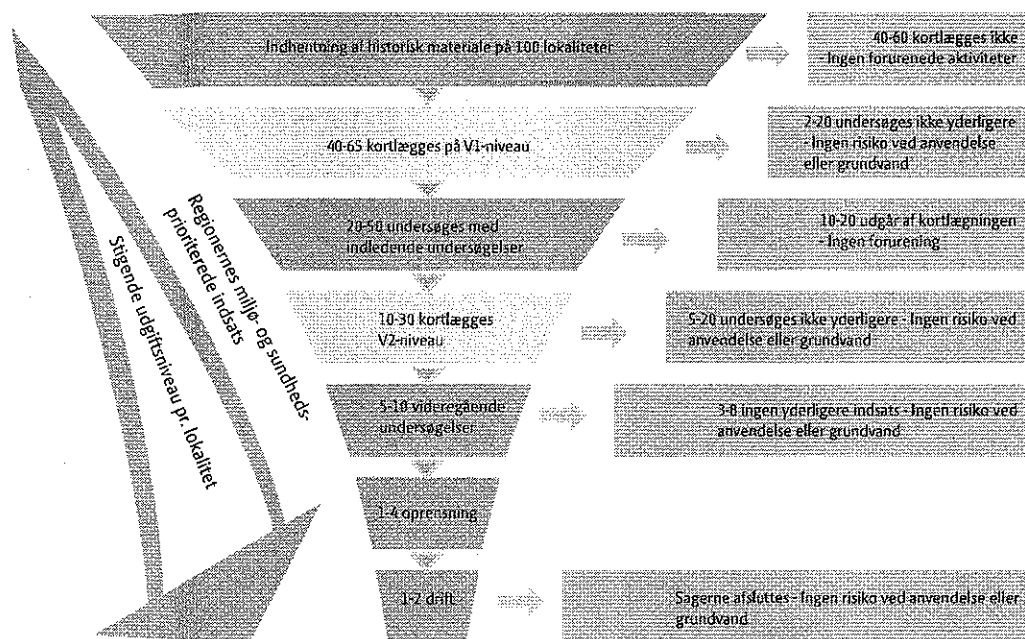 Indhentning af historisk materiale på 100 lokaliteter
40-60 kortlægges ikke
- Ingen forurenede aktiviteter
40-65 kortlægges på V1-niveau
2-20 undersøges ikke yderligere
- Ingen risiko ved anvendelse
eller grundvand
20-50 undersøges med
indledende undersøgelser
10-20 udgår af kortlægningen
- Ingen forurening
10-30 kortlægges
V2-niveau
5-20 undersøges ikke yderligere - Ingen risiko ved
anvendelse eller grundvand
5-10 videregående
undersøgelser
3-8 ingen yderligere indsats - Ingen risiko ved
anvendelse eller grundvand
1-4 oprensning
1-2 drift
Sagerne afsluttes - Ingen risiko ved anvendelse eller
grundvand
Regionernes miljø- og sundheds-
prioriterede indsats
Stigende udgiftsniveau pr. lokalitet